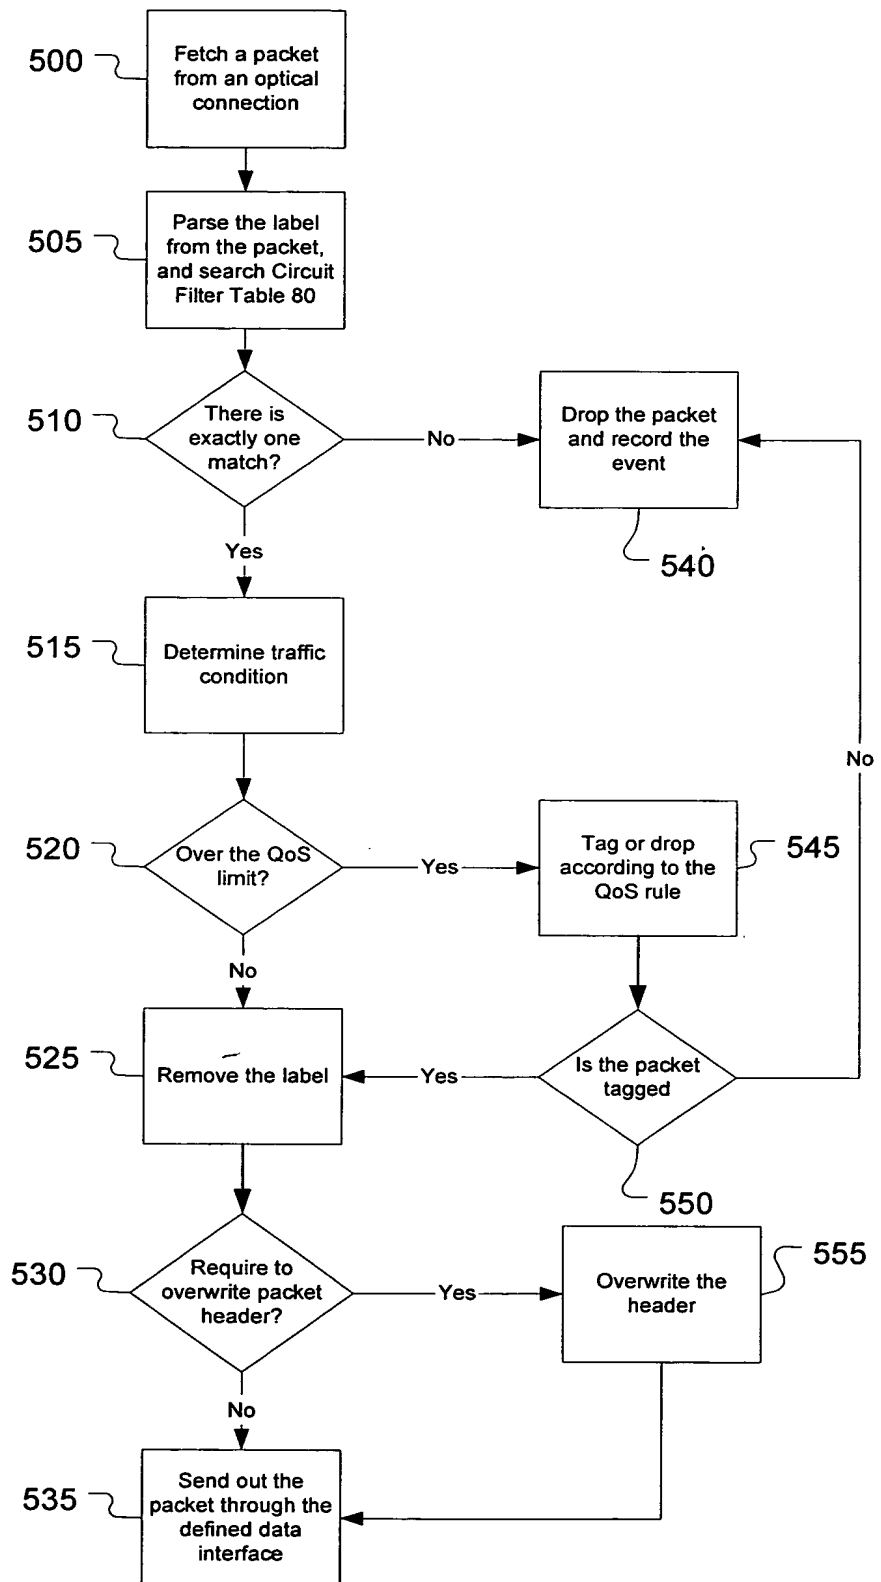 500
Fetch a packet
from an optical
connection
505
Parse the label
from the packet,
and search Circuit
Filter Table 80
510
There is
exactly one
match?
No
Drop the packet
and record the
event
540
Yes
515
Determine traffic
condition
No
520
Over the QoS
limit?
Yes
Tag or drop
according to the
QoS rule
545
No
525
Remove the label
Yes
Is the packet
tagged
550
530
Require to
overwrite packet
header?
Yes
Overwrite the
header
555
No
535
Send out the
packet through the
defined data
interface